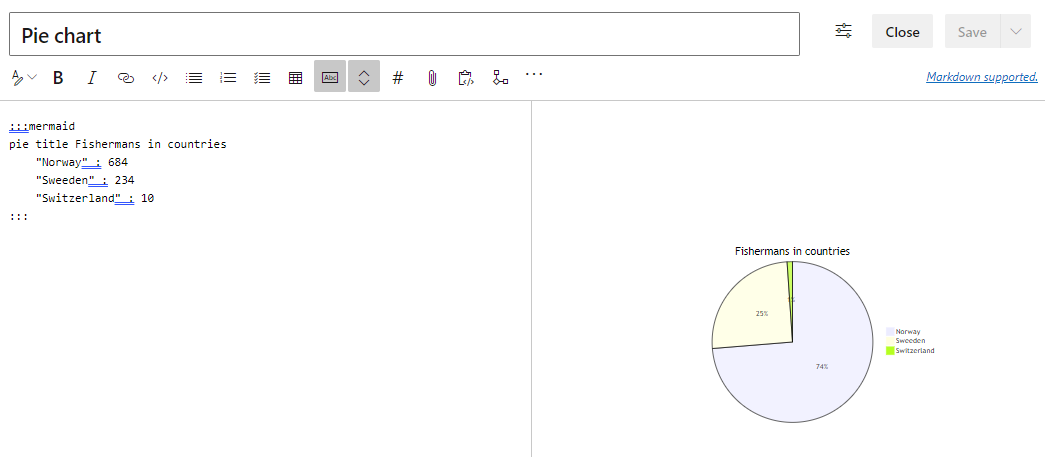 Pie chart
Close
Save
B I </> Abc # ...
Markdown supported.
:::mermaid
pie title Fishermans in countries
"Norway" : 684
"Sweeden" : 234
"Switzerland" : 10
:::
Fishermans in countries
1%
25%
74%
Norway
Sweeden
Switzerland